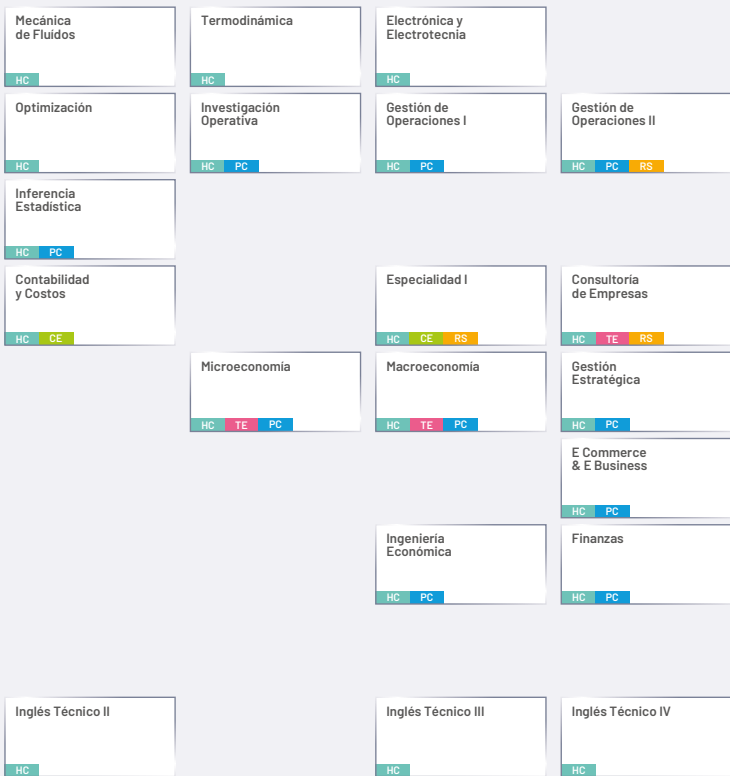 Mecánica
de Fluídos
HC
Termodinámica
HC
Electrónica y
Electrotecnia
HC
Optimización
HC
Investigación
Operativa
HC PC
Gestión de
Operaciones I
HC PC
Gestión de
Operaciones II
HC PC RS
Inferencia
Estadística
HC PC
Contabilidad
y Costos
HC CE
Especialidad I
HC CE RS
Consultoría
de Empresas
HC TE RS
Microeconomía
HC TE PC
Macroeconomía
HC TE PC
Gestión
Estratégica
HC PC
E Commerce
& E Business
HC PC
Ingeniería
Económica
HC PC
Finanzas
HC PC
Inglés Técnico II
HC
Inglés Técnico III
HC
Inglés Técnico IV
HC